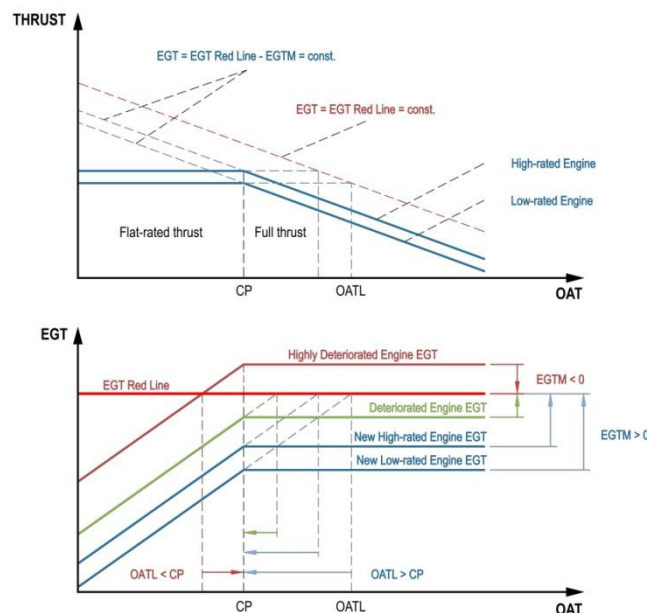 THRUST
EGT = EGT Red Line - EGTM = const.
EGT = EGT Red Line = const.
High-rated Engine
Low-rated Engine
Flat-rated thrust
Full thrust
CP
OATL
OAT
EGT
Highly Deteriorated Engine EGT
EGT Red Line
EGTM < 0
Deteriorated Engine EGT
New High-rated Engine EGT
EGTM > 0
New Low-rated Engine EGT
OATL < CP
OATL > CP
CP
OATL
OAT